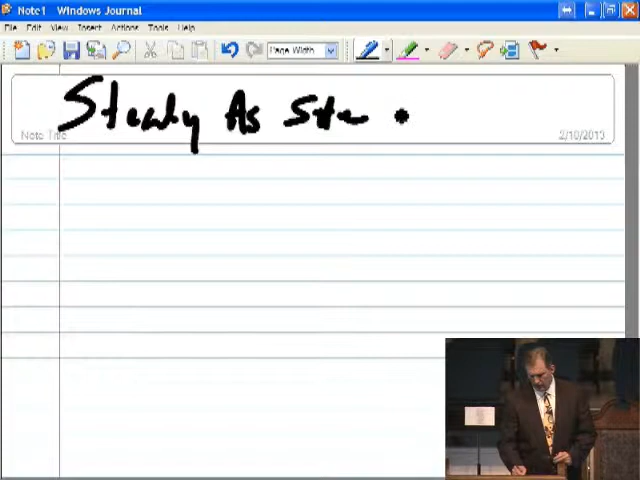 Note1 - Windows Journal
File Edit View Insert Actions Tools Help
Page Width
Steady As She
Note Title
2/10/2013